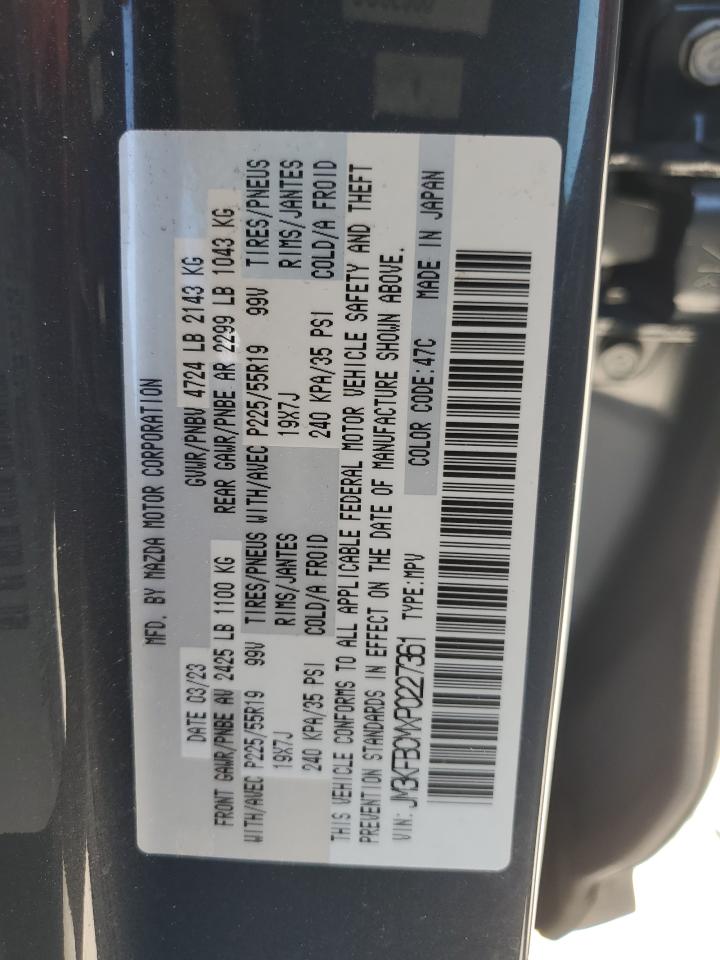 MFD. BY MAZDA MOTOR CORPORATION
DATE 03/23 GVWR/PNBV 4724 LB 2143 KG
FRONT GAWR/PNBE AV 2425 LB 1100 KG REAR GAWR/PNBE AR 2299 LB 1043 KG
WITH/AVEC P225/55R19 99V TIRES/PNEUS WITH/AVEC P225/55R19 99V TIRES/PNEUS
19X7J RIMS/JANTES 19X7J RIMS/JANTES
240 KPA/35 PSI COLD/A FROID 240 KPA/35 PSI COLD/A FROID
THIS VEHICLE CONFORMS TO ALL APPLICABLE FEDERAL MOTOR VEHICLE SAFETY AND THEFT
PREVENTION STANDARDS IN EFFECT ON THE DATE OF MANUFACTURE SHOWN ABOVE.
VIN: JM3KFBCMXP0227361 TYPE:MPV COLOR CODE:47C MADE IN JAPAN